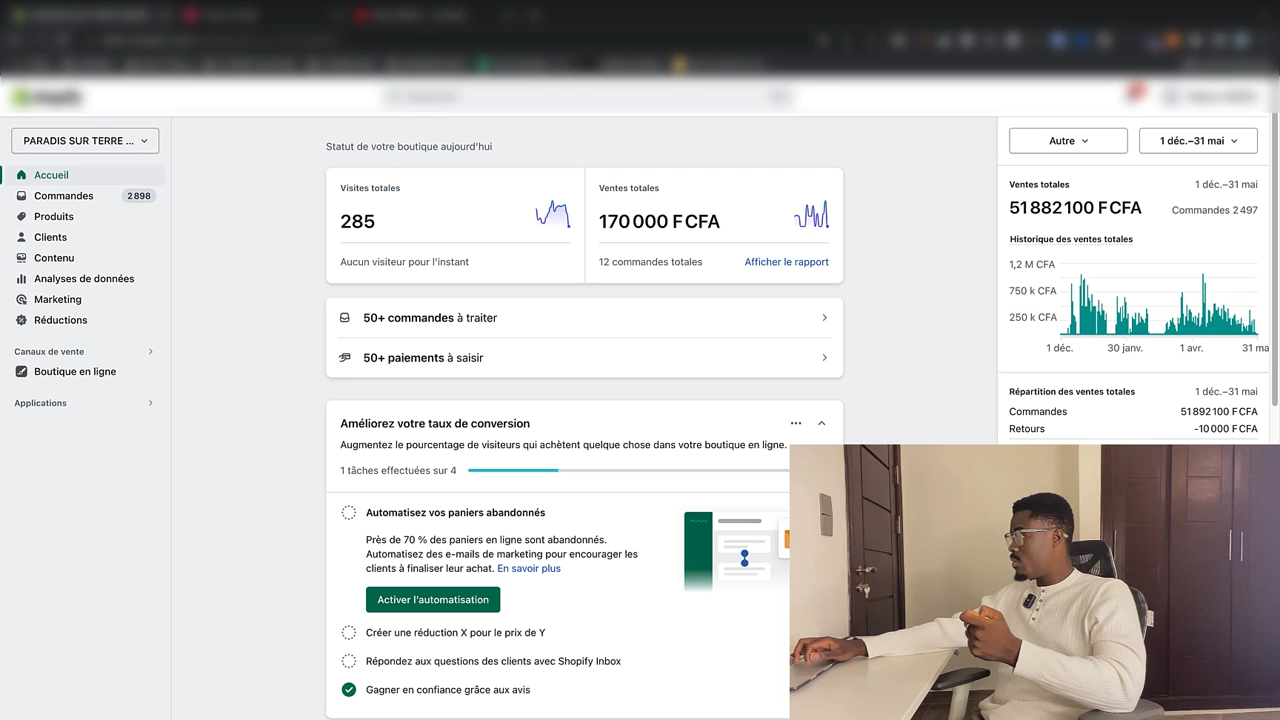 PARADIS SUR TERRE ...
Accueil
Commandes 2 898
Produits
Clients
Contenu
Analyses de données
Marketing
Réductions
Canaux de vente
Boutique en ligne
Applications
Statut de votre boutique aujourd'hui
Visites totales
285
Aucun visiteur pour l'instant
Ventes totales
170 000 F CFA
12 commandes totales Afficher le rapport
50+ commandes à traiter
50+ paiements à saisir
Améliorez votre taux de conversion
Augmentez le pourcentage de visiteurs qui achètent quelque chose dans votre boutique en ligne.
1 tâches effectuées sur 4
Automatisez vos paniers abandonnés
Près de 70 % des paniers en ligne sont abandonnés.
Automatisez des e-mails de marketing pour encourager les
clients à finaliser leur achat. En savoir plus
Activer l'automatisation
Créer une réduction X pour le prix de Y
Répondez aux questions des clients avec Shopify Inbox
Gagner en confiance grâce aux avis
Autre
1 déc.–31 mai
Ventes totales 1 déc.–31 mai
51 882 100 F CFA Commandes 2 497
Historique des ventes totales
1,2 M CFA
750 k CFA
250 k CFA
1 déc. 30 janv. 1 avr. 31 ma
Répartition des ventes totales 1 déc.–31 mai
Commandes 51 892 100 F CFA
Retours -10 000 F CFA